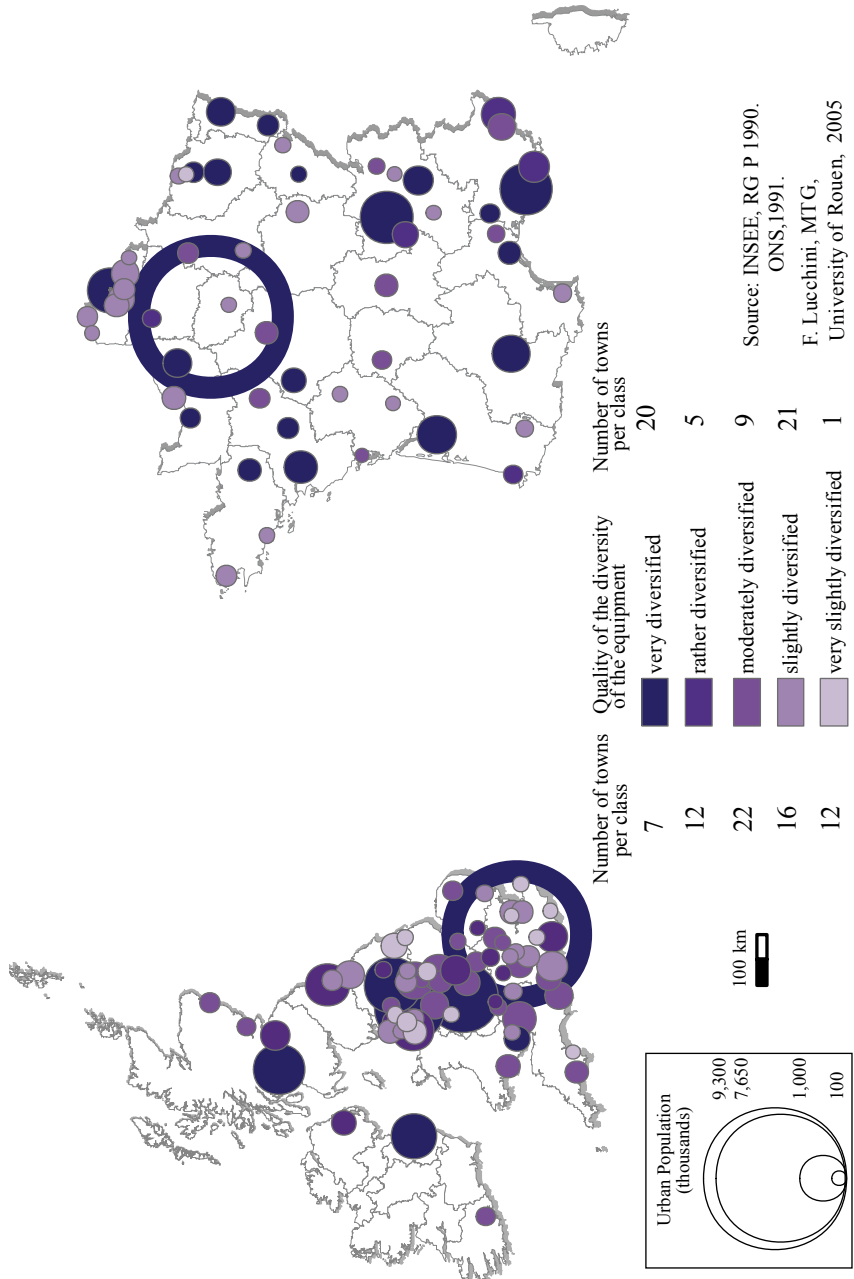 Number of towns
per class
7
12
22
16
12
Quality of the diversity
of the equipment
very diversified
rather diversified
moderately diversified
slightly diversified
very slightly diversified
Number of towns
per class
20
5
9
21
1
Source: INSEE, RG P 1990.
ONS,1991.
F. Lucchini, MTG,
University of Rouen, 2005
100 km
Urban Population
(thousands)
9,300
7,650
1,000
100